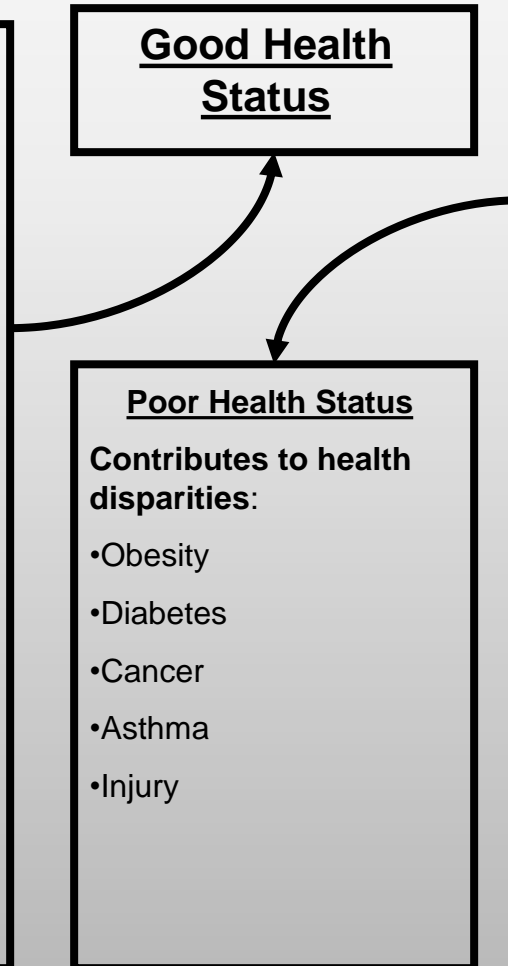 Good Health
Status
Poor Health Status
Contributes to health
disparities:
•Obesity
•Diabetes
•Cancer
•Asthma
•Injury